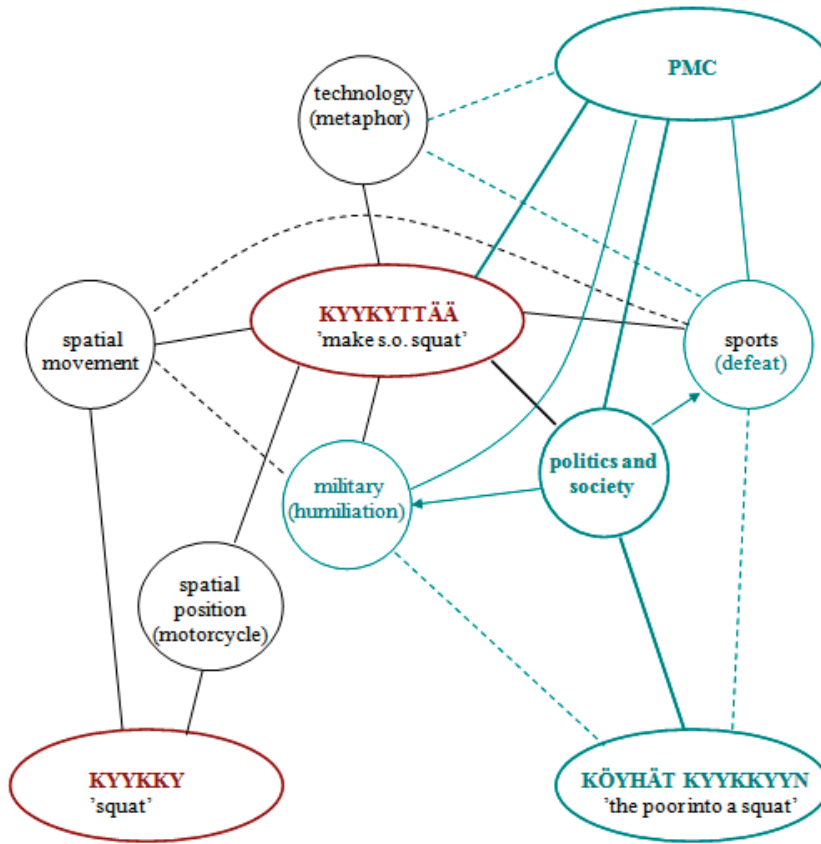 PMC
technology
(metaphor)
KYYKYTTÄÄ
’make s.o. squat’
spatial
movement
sports
(defeat)
politics and
society
military
(humiliation)
spatial
position
(motorcycle)
KYYKKY
’squat’
KÖYHÄT KYYKKYYN
’the poor into a squat’